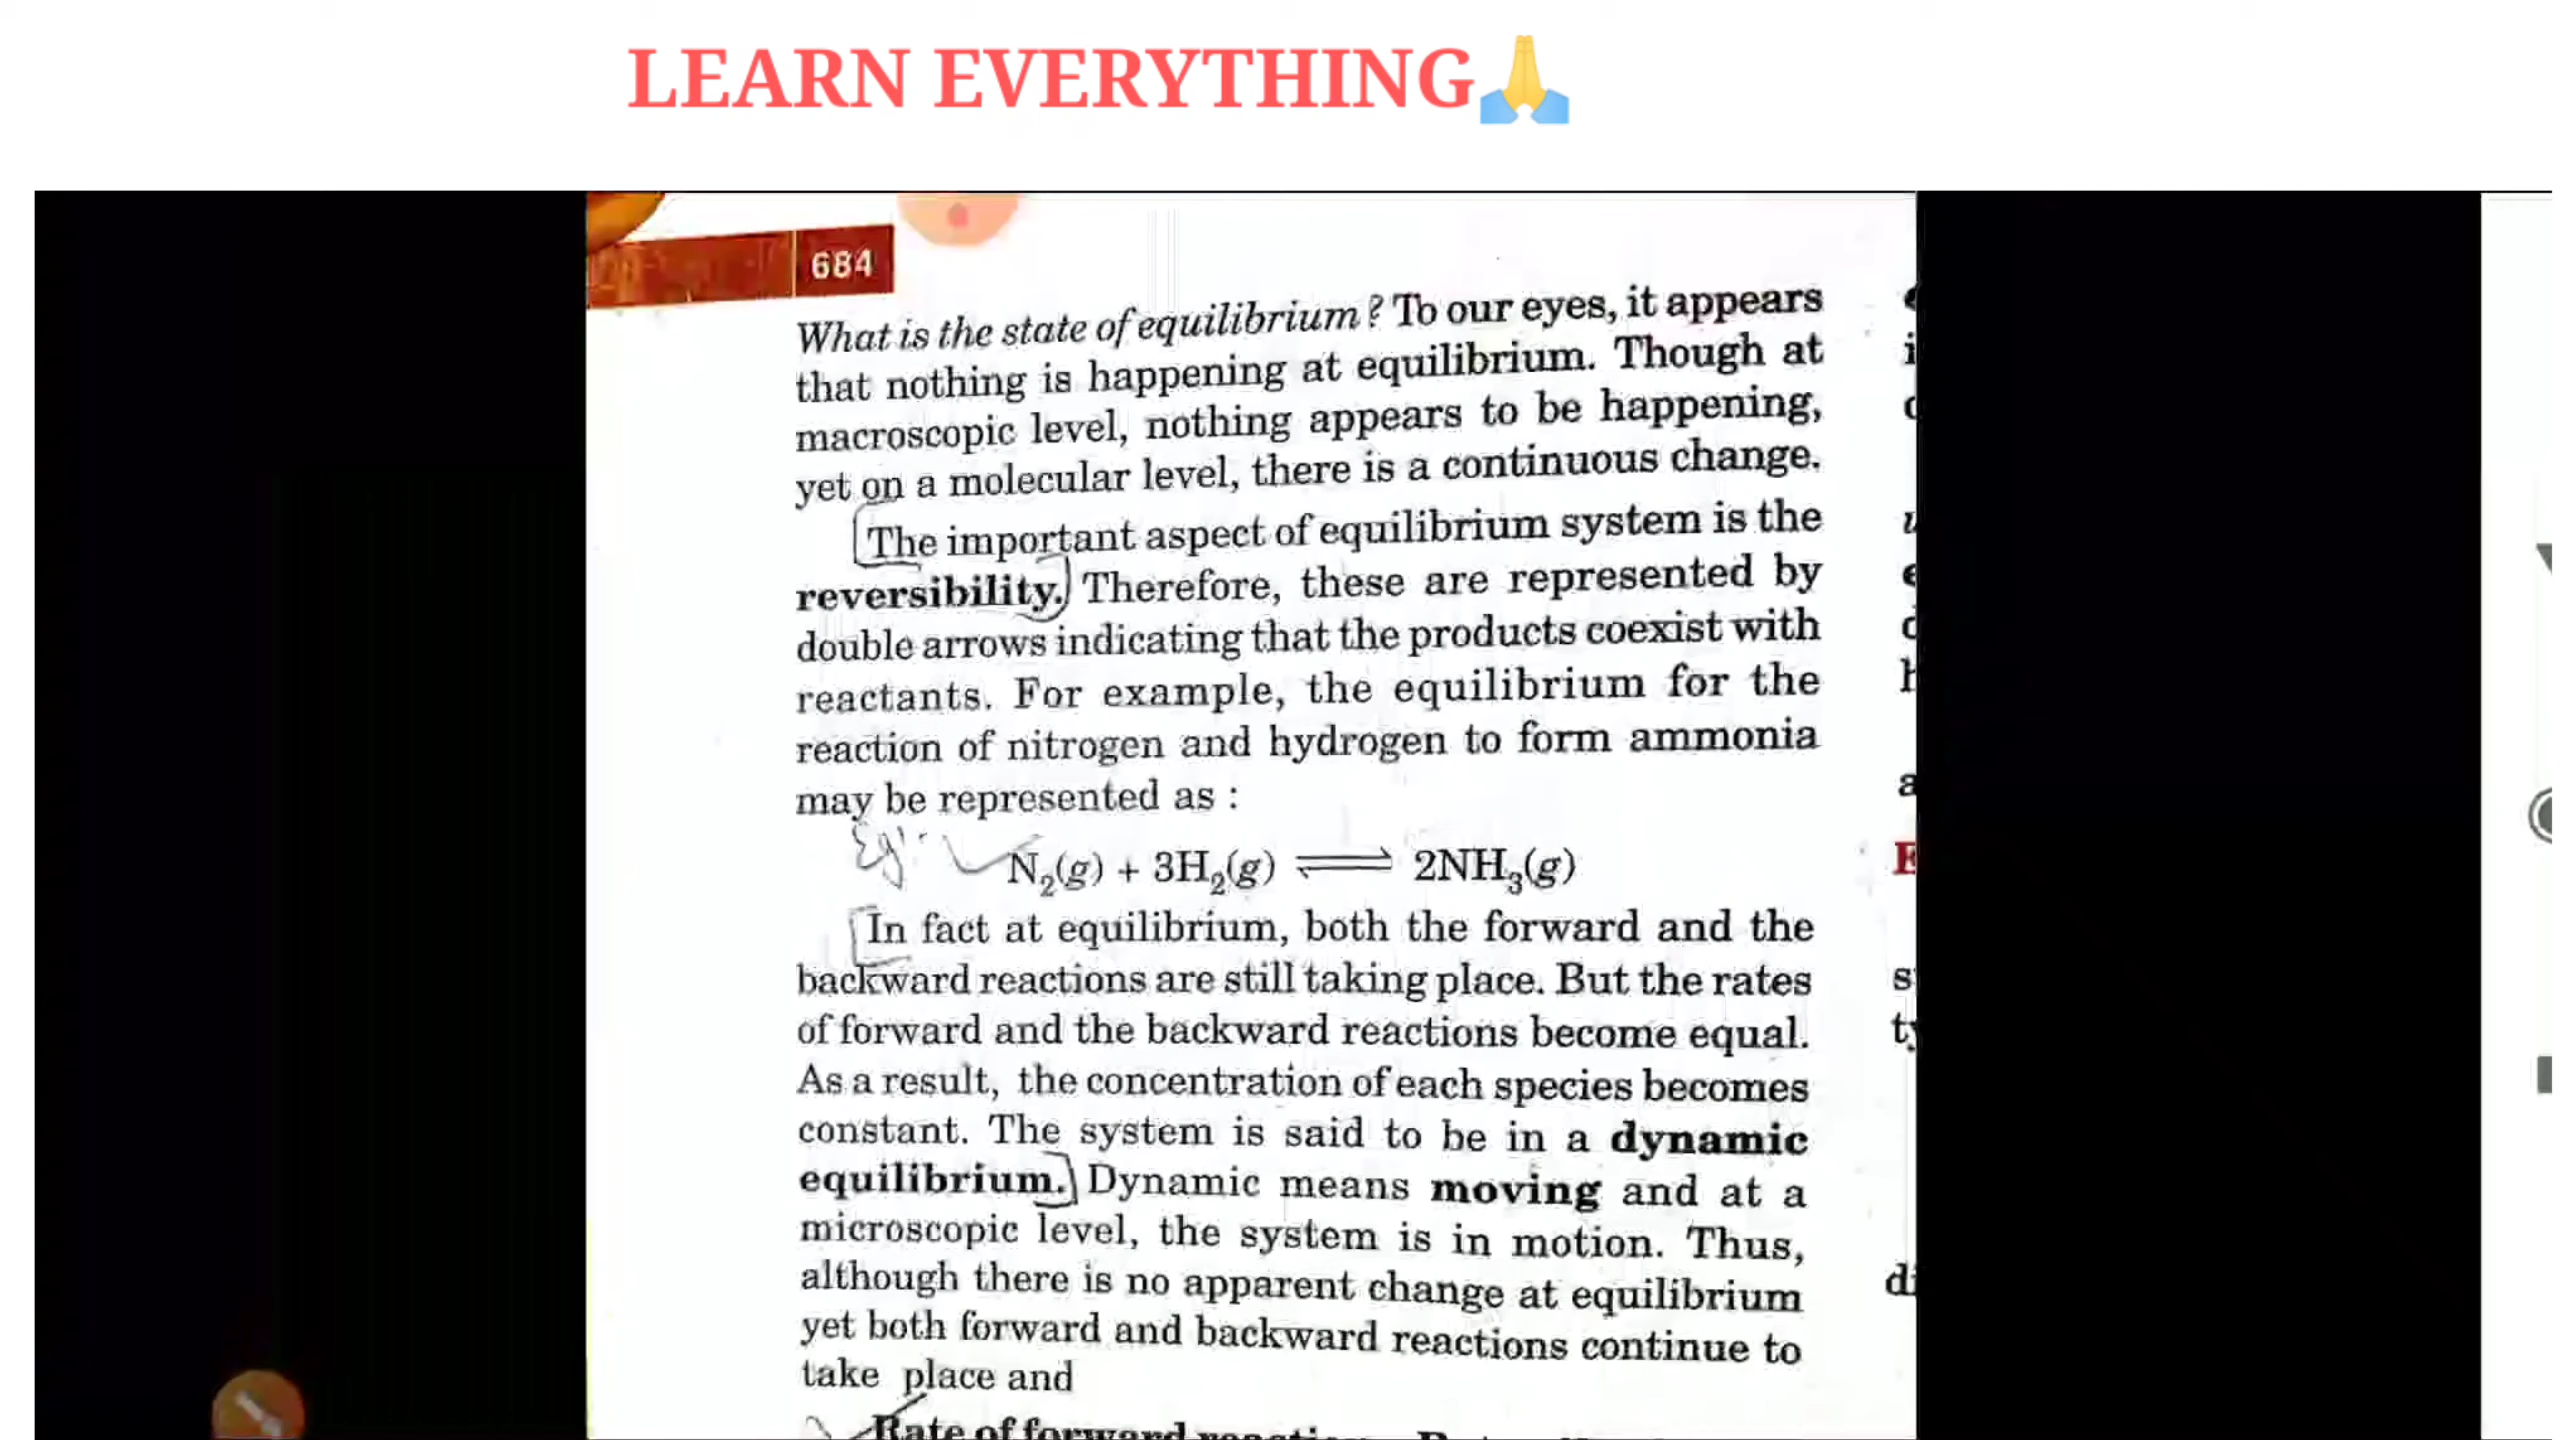 LEARN EVERYTHING🙏
684
What is the state of equilibrium? To our eyes, it appears
that nothing is happening at equilibrium. Though at
macroscopic level, nothing appears to be happening,
yet on a molecular level, there is a continuous change.
The important aspect of equilibrium system is the
reversibility. Therefore, these are represented by
double arrows indicating that the products coexist with
reactants. For example, the equilibrium for the
reaction of nitrogen and hydrogen to form ammonia
may be represented as :
Eg:
N₂(g) + 3H₂(g) ⇌ 2NH₃(g)
In fact at equilibrium, both the forward and the
backward reactions are still taking place. But the rates
of forward and the backward reactions become equal.
As a result, the concentration of each species becomes
constant. The system is said to be in a dynamic
equilibrium. Dynamic means moving and at a
microscopic level, the system is in motion. Thus,
although there is no apparent change at equilibrium
yet both forward and backward reactions continue to
take place and
Rate of forward